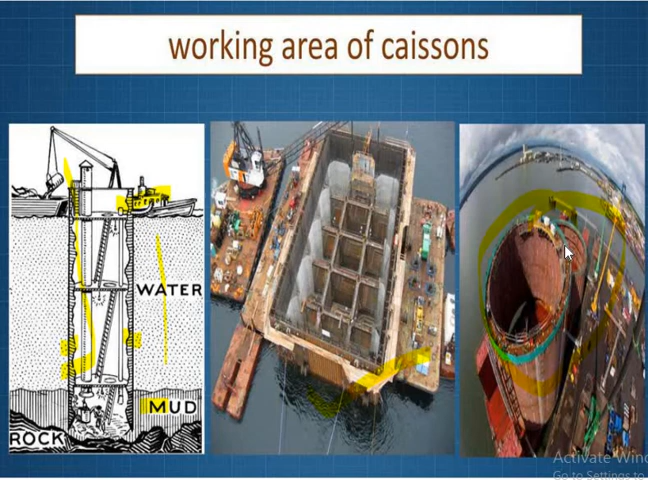 working area of caissons
WATER
MUD
ROCK
Activate Wind
Go to Settings to